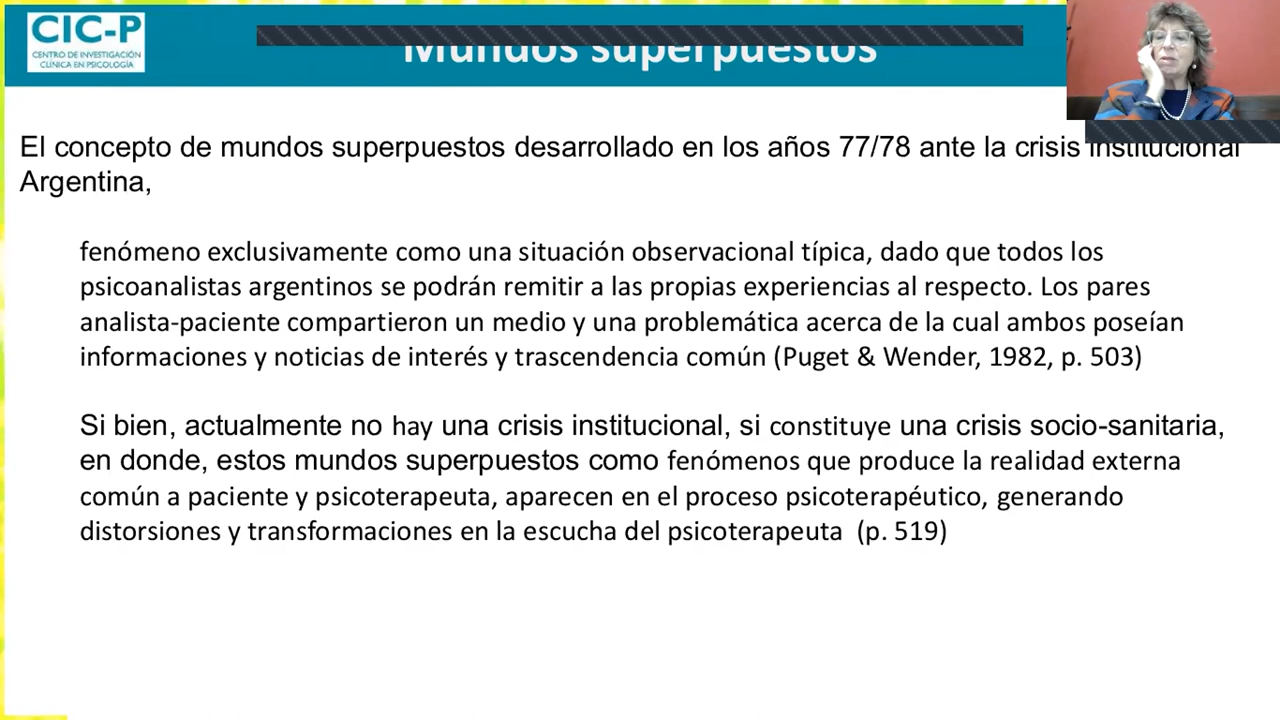 CIC-P
CENTRO DE INVESTIGACIÓN
CLÍNICA EN PSICOLOGÍA
Mundos superpuestos
El concepto de mundos superpuestos desarrollado en los años 77/78 ante la crisis institucional
Argentina,
fenómeno exclusivamente como una situación observacional típica, dado que todos los
psicoanalistas argentinos se podrán remitir a las propias experiencias al respecto. Los pares
analista-paciente compartieron un medio y una problemática acerca de la cual ambos poseían
informaciones y noticias de interés y trascendencia común (Puget & Wender, 1982, p. 503)
Si bien, actualmente no hay una crisis institucional, si constituye una crisis socio-sanitaria,
en donde, estos mundos superpuestos como fenómenos que produce la realidad externa
común a paciente y psicoterapeuta, aparecen en el proceso psicoterapéutico, generando
distorsiones y transformaciones en la escucha del psicoterapeuta (p. 519)